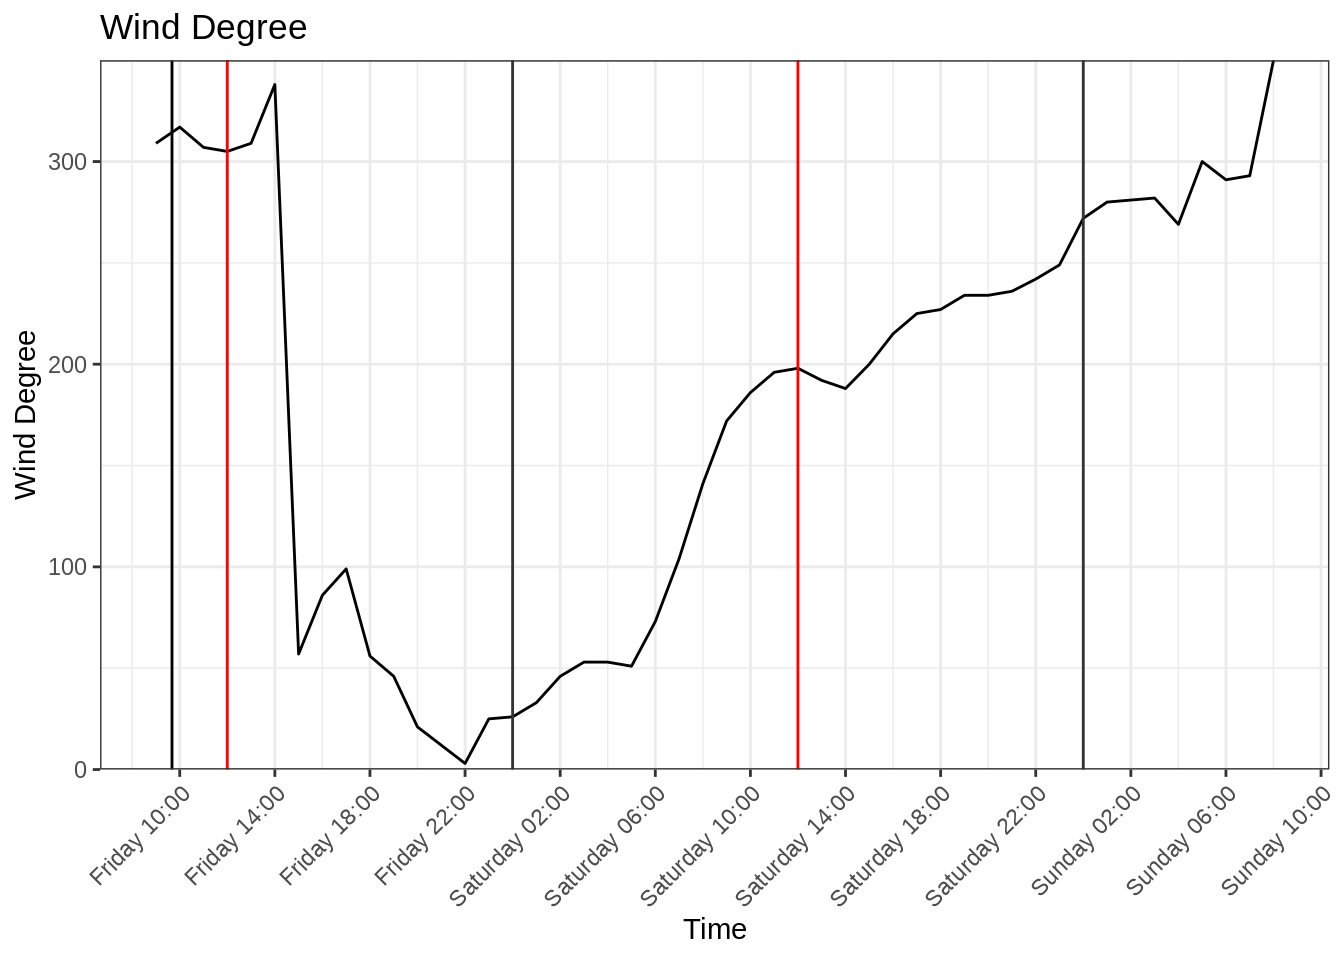 Wind Degree
Wind Degree
300
200
100
0
Friday 10:00
Friday 14:00
Friday 18:00
Friday 22:00
Saturday 02:00
Saturday 06:00
Saturday 10:00
Saturday 14:00
Saturday 18:00
Saturday 22:00
Sunday 02:00
Sunday 06:00
Sunday 10:00
Time